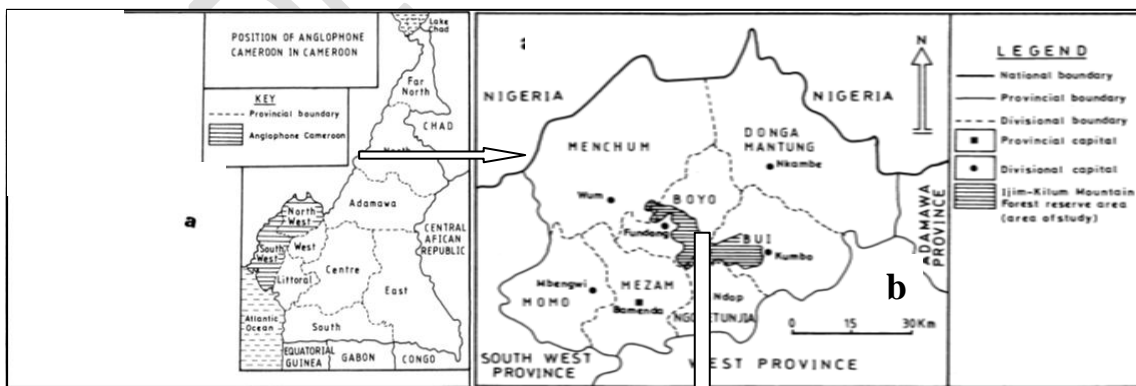 POSITION OF ANGLOPHONE
CAMEROON IN CAMEROON
KEY
Provincial boundary
Anglophone Cameroon
a
Lake
Chad
Far
North
CHAD
North
Adamawa
North
West
South
West
West
Littoral
Centre
East
South
CENTRAL
AFRICAN
REPUBLIC
Atlantic
Ocean
EQUATORIAL
GUINEA
GABON
CONGO
NIGERIA
NIGERIA
N
MENCHUM
DONGA
MANTUNG
Nkambe
Wum
BOYO
Fundong
BUI
Kumbo
Mbengwi
MOMO
MEZAM
Bamenda
Ndop
ADAMAWA
PROVINCE
b
0 15 30 Km
SOUTH WEST
PROVINCE
WEST PROVINCE
LEGEND
National boundary
Provincial boundary
Divisional boundary
Provincial capital
Divisional capital
Ijim-Kilum Mountain
Forest reserve area
(area of study)